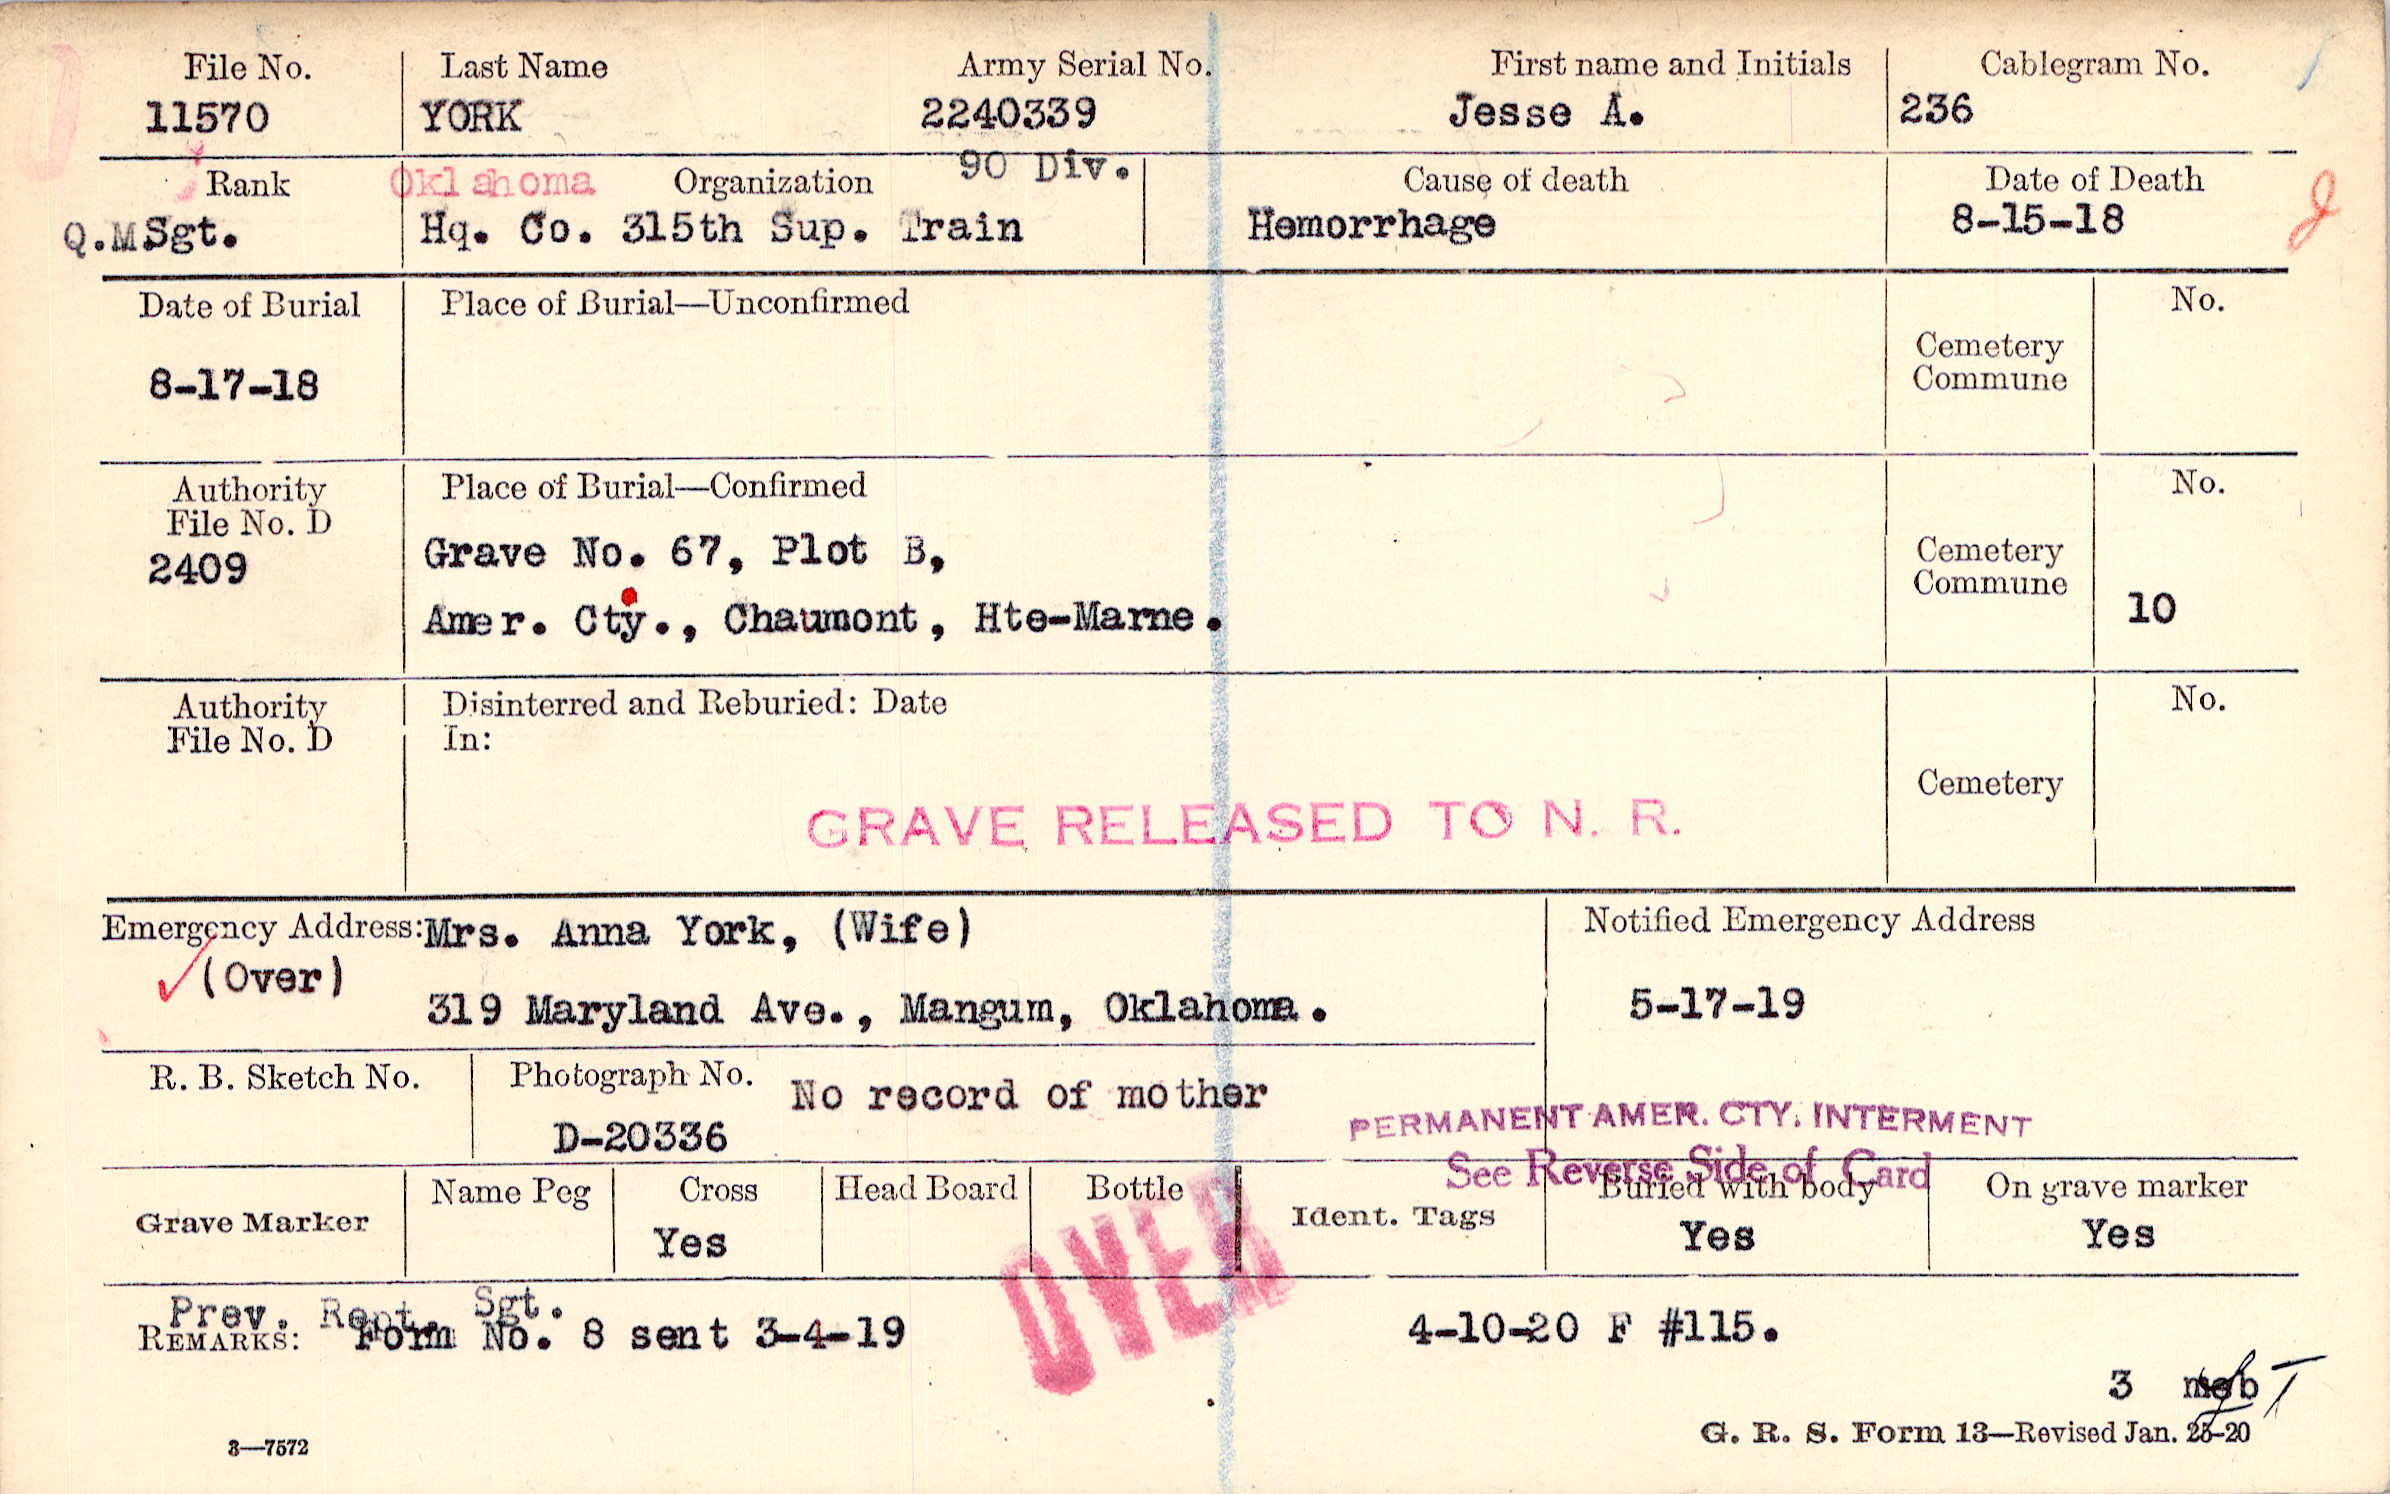 File No. Last Name Army Serial No. First name and Initials Cablegram No.
11570 YORK 2240339 Jesse A. 236
90 Div.
Rank Oklahoma Organization Cause of death Date of Death
Q.M.Sgt. Hq. Co. 315th Sup. Train Hemorrhage 8-15-18
Date of Burial Place of Burial—Unconfirmed No.
Cemetery
Commune
8-17-18
Authority Place of Burial—Confirmed No.
File No. D
2409 Grave No. 67, Plot B, Cemetery
Commune
Amer. Cty., Chaumont, Hte-Marne. 10
Authority Disinterred and Reburied: Date No.
File No. D In:
Cemetery
GRAVE RELEASED TO N. R.
Emergency Address: Mrs. Anna York, (Wife) Notified Emergency Address
(Over)
319 Maryland Ave., Mangum, Oklahoma. 5-17-19
R. B. Sketch No. Photograph No. No record of mother
D-20336
PERMANENT AMER. CTY. INTERMENT
See Reverse Side of Card
Grave Marker Name Peg Cross Head Board Bottle Ident. Tags Buried with body On grave marker
Yes Yes Yes
OVER
Prev. Rept. Sgt.
REMARKS: Form No. 8 sent 3-4-19 4-10-20 F #115.
3
3—7572 G. R. S. Form 13—Revised Jan. 23-20